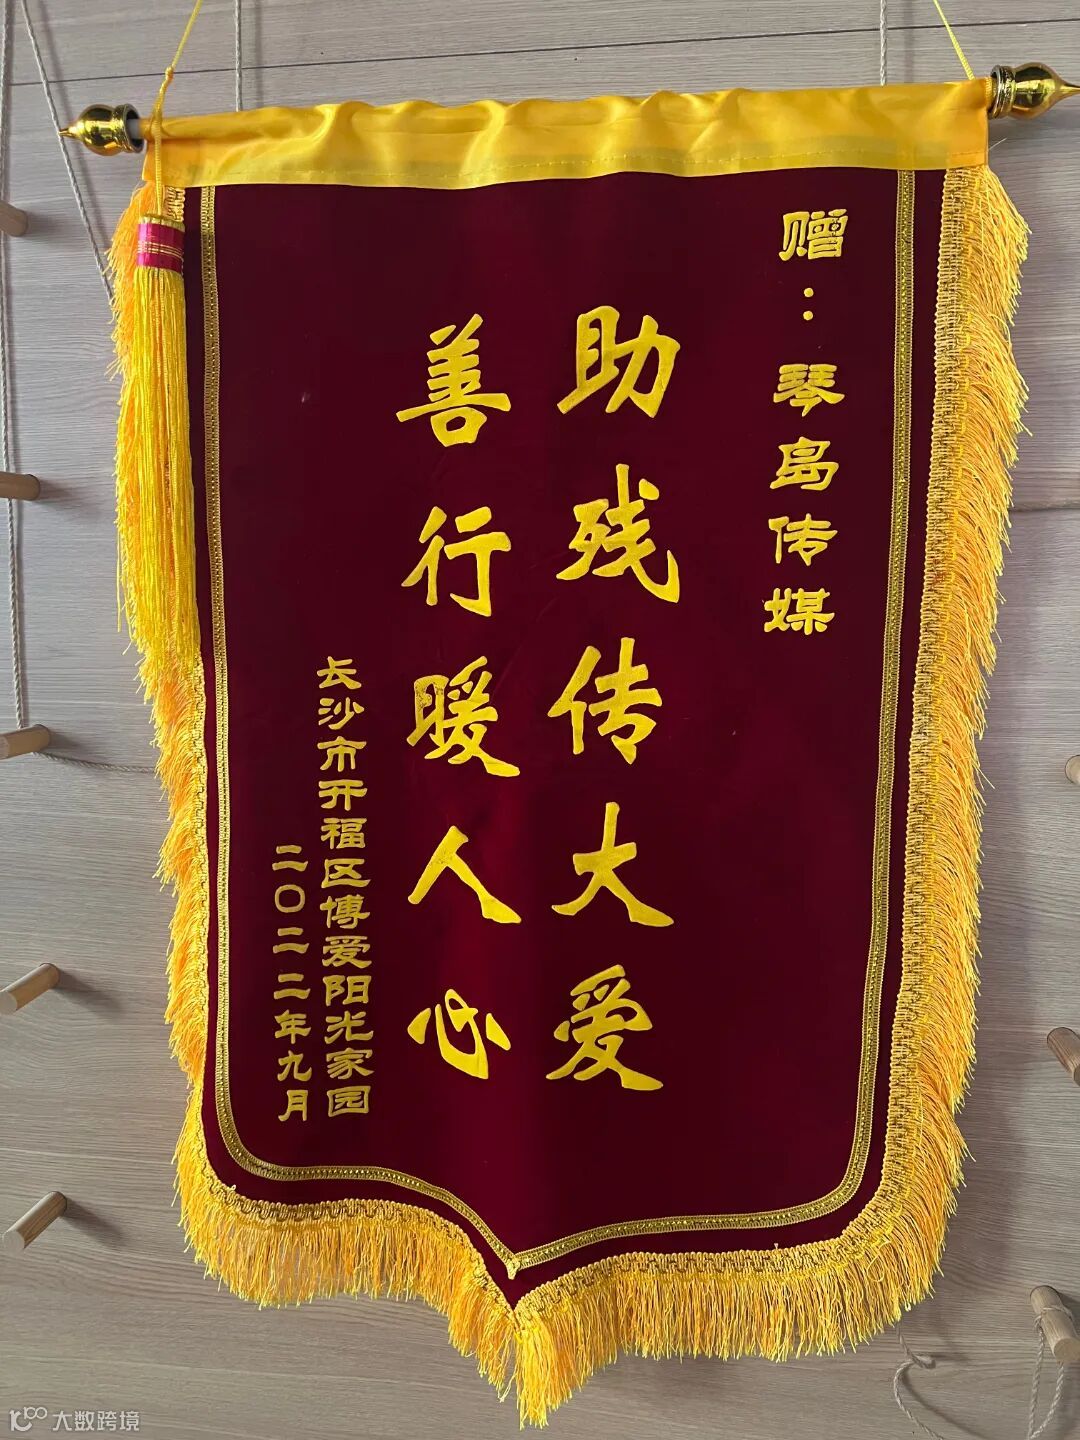 赠：琴岛传媒
助残传大爱
善行暖人心
长沙市开福区博爱阳光家园
二〇二二年九月
大数跨境